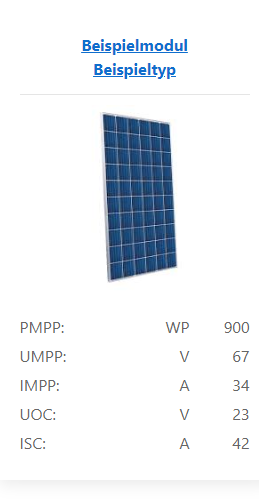 Beispielmodul
Beispieltyp
PMPP: WP 900
UMPP: V 67
IMPP: A 34
UOC: V 23
ISC: A 42